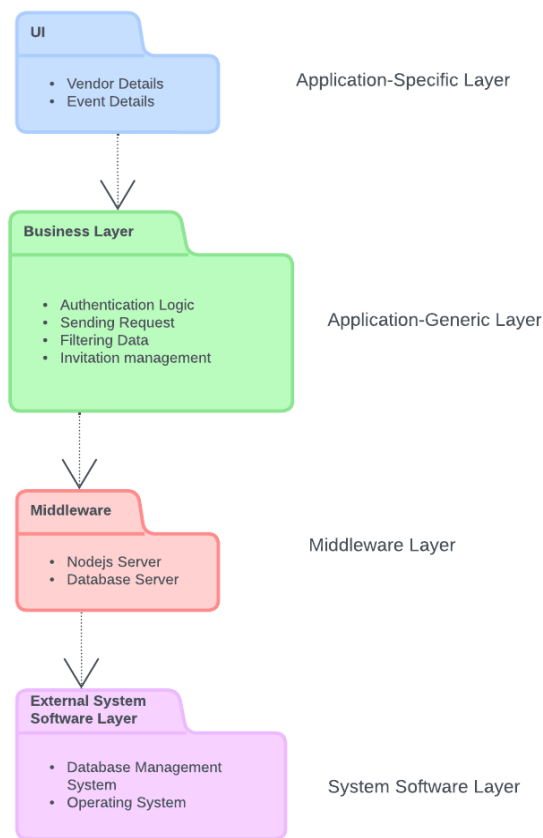 UI
• Vendor Details
• Event Details
Application-Specific Layer
Business Layer
• Authentication Logic
• Sending Request
• Filtering Data
• Invitation management
Application-Generic Layer
Middleware
• Nodejs Server
• Database Server
Middleware Layer
External System
Software Layer
• Database Management
System
• Operating System
System Software Layer